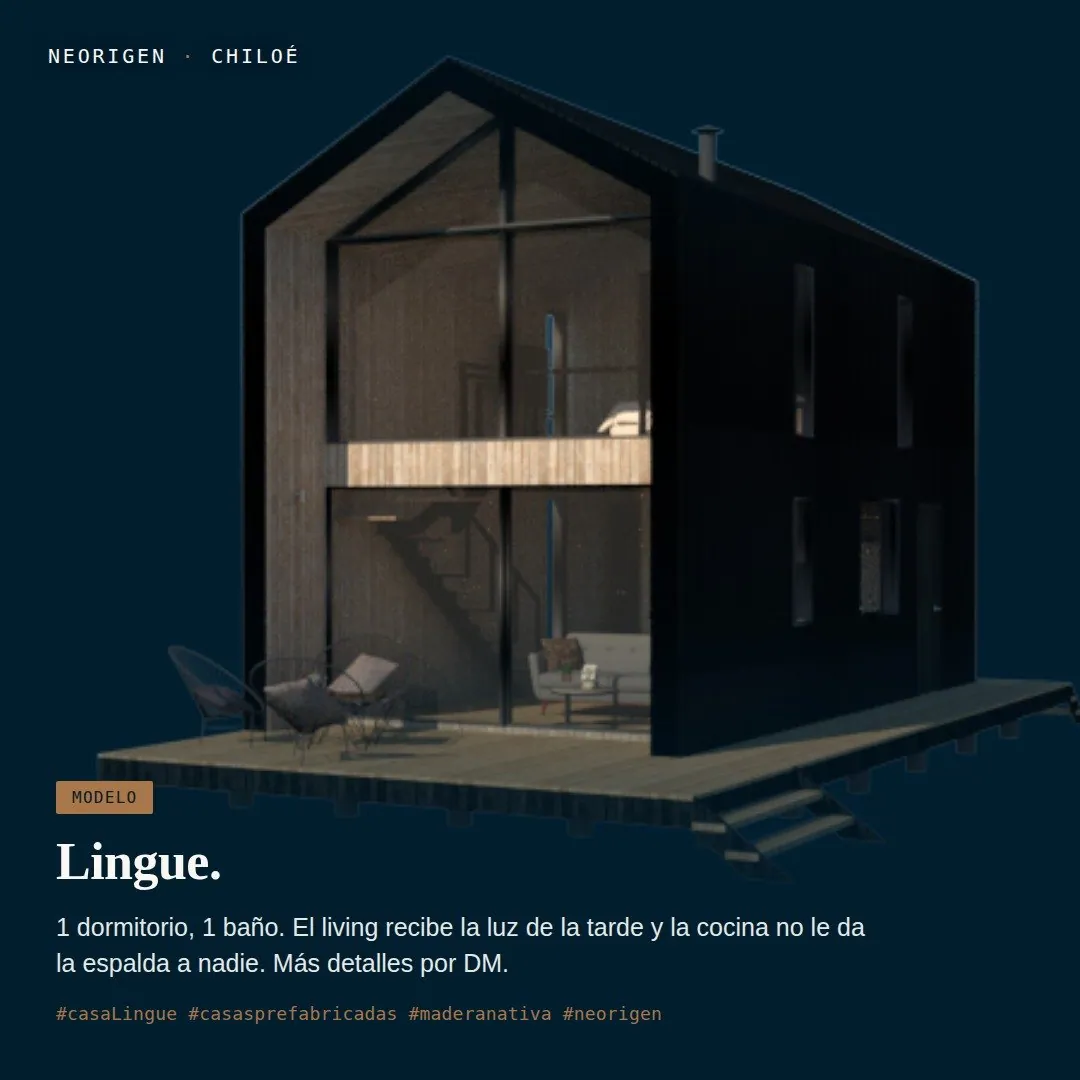 NEORIGEN · CHILOÉ
MODELO
Lingue.
1 dormitorio, 1 baño. El living recibe la luz de la tarde y la cocina no le da
la espalda a nadie. Más detalles por DM.
#casaLingue #casasprefabricadas #maderanativa #neorigen